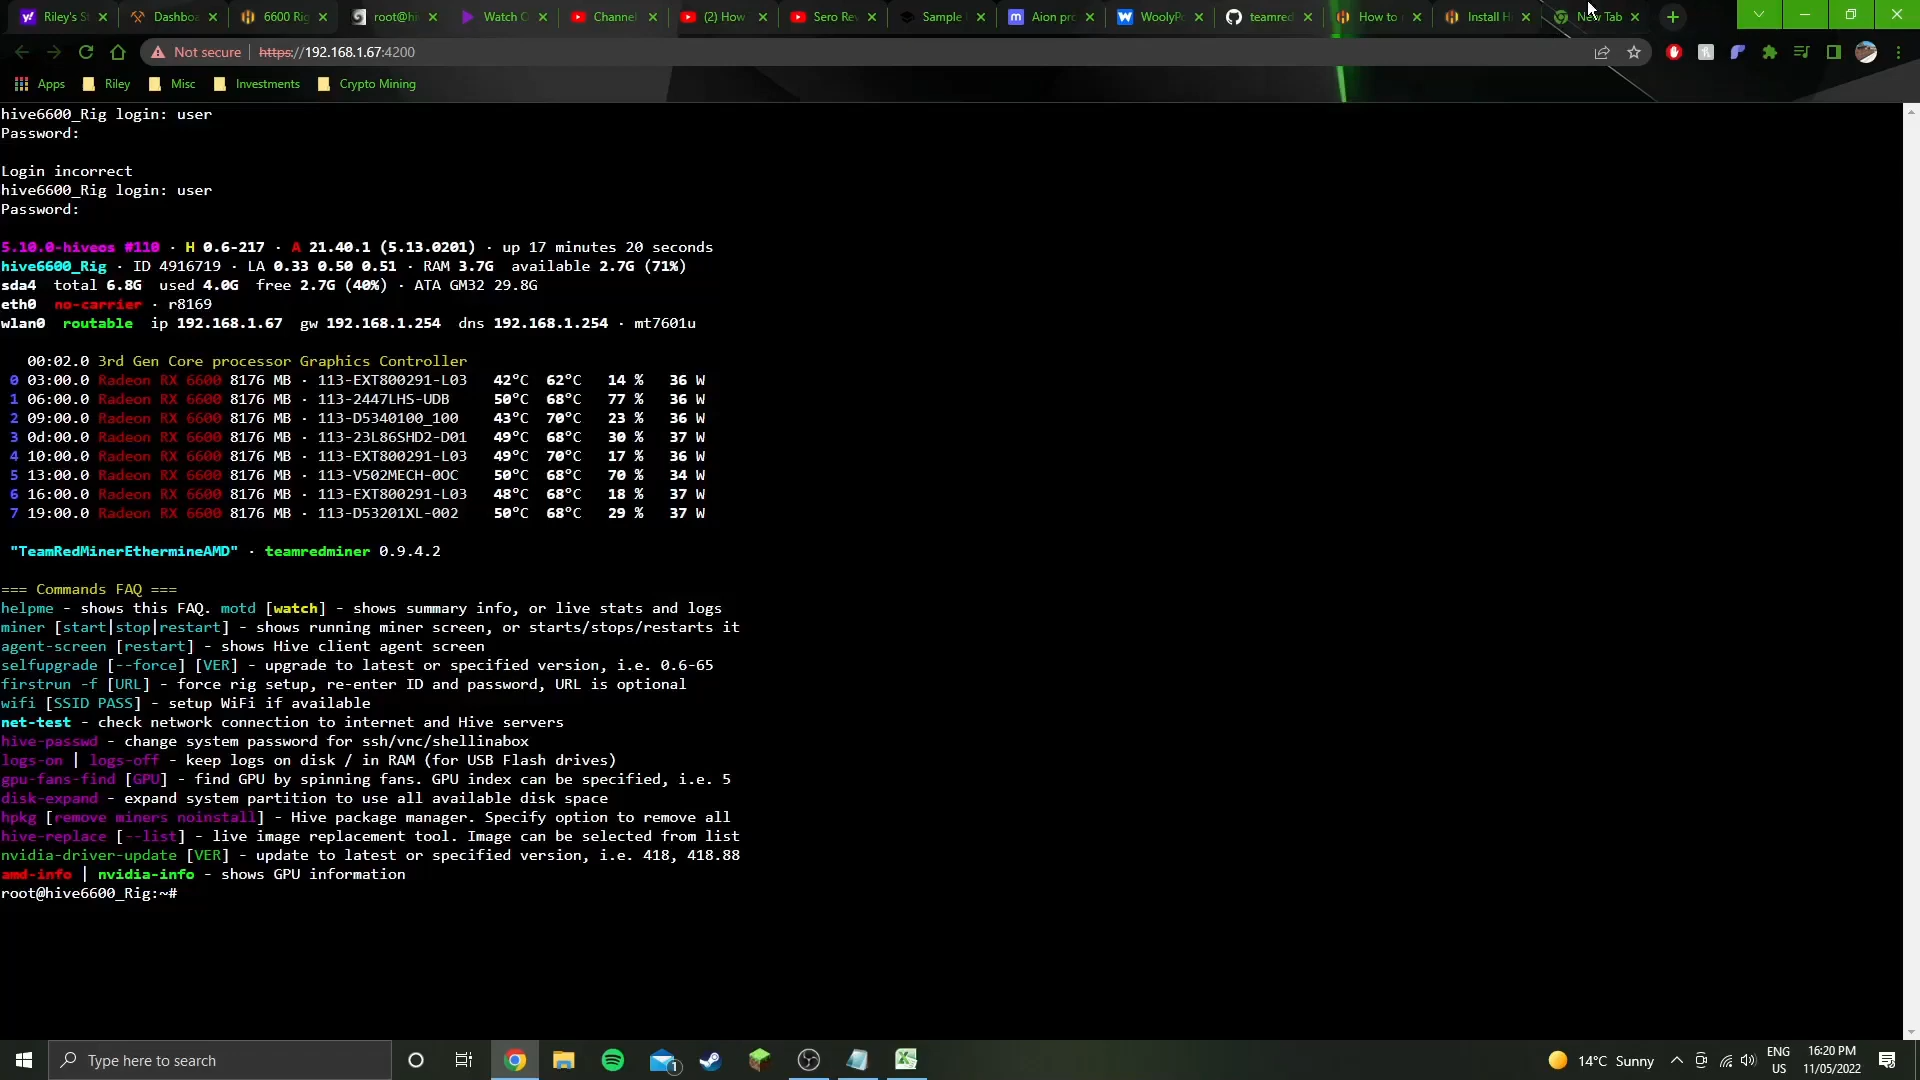 Riley's S
Dashbo
6600 Rig
root@hi
Watch C
Channel
(2) How
Sero Re
Sample
Aion pr
WoolyP
teamred
How to
Install H
New Tab
Not secure
https://192.168.1.67:4200
Apps
Riley
Misc
Investments
Crypto Mining
hive6600_Rig login: user
Password:
Login incorrect
hive6600_Rig login: user
Password:
5.10.0-hiveos #110 · H 0.6-217 · A 21.40.1 (5.13.0201) · up 17 minutes 20 seconds
hive6600_Rig · ID 4916719 · LA 0.33 0.50 0.51 · RAM 3.7G available 2.7G (71%)
sda4 total 6.8G used 4.0G free 2.7G (40%) · ATA GM32 29.8G
eth0 no-carrier · r8169
wlan0 routable ip 192.168.1.67 gw 192.168.1.254 dns 192.168.1.254 · mt7601u
00:02.0 3rd Gen Core processor Graphics Controller
0 03:00.0 Radeon RX 6600 8176 MB · 113-EXT800291-L03 42°C 62°C 14 % 36 W
1 06:00.0 Radeon RX 6600 8176 MB · 113-2447LHS-UDB 50°C 68°C 77 % 36 W
2 09:00.0 Radeon RX 6600 8176 MB · 113-D5340100_100 43°C 70°C 23 % 36 W
3 0d:00.0 Radeon RX 6600 8176 MB · 113-23L86SHD2-D01 49°C 68°C 30 % 37 W
4 10:00.0 Radeon RX 6600 8176 MB · 113-EXT800291-L03 49°C 70°C 17 % 36 W
5 13:00.0 Radeon RX 6600 8176 MB · 113-V502MECH-0OC 50°C 68°C 70 % 34 W
6 16:00.0 Radeon RX 6600 8176 MB · 113-EXT800291-L03 48°C 68°C 18 % 37 W
7 19:00.0 Radeon RX 6600 8176 MB · 113-D53201XL-002 50°C 68°C 29 % 37 W
"TeamRedMinerEthermineAMD" · teamredminer 0.9.4.2
=== Commands FAQ ===
helpme - shows this FAQ. motd [watch] - shows summary info, or live stats and logs
miner [start|stop|restart] - shows running miner screen, or starts/stops/restarts it
agent-screen [restart] - shows Hive client agent screen
selfupgrade [--force] [VER] - upgrade to latest or specified version, i.e. 0.6-65
firstrun -f [URL] - force rig setup, re-enter ID and password, URL is optional
wifi [SSID PASS] - setup WiFi if available
net-test - check network connection to internet and Hive servers
hive-passwd - change system password for ssh/vnc/shellinabox
logs-on | logs-off - keep logs on disk / in RAM (for USB Flash drives)
gpu-fans-find [GPU] - find GPU by spinning fans. GPU index can be specified, i.e. 5
disk-expand - expand system partition to use all available disk space
hpkg [remove miners noinstall] - Hive package manager. Specify option to remove all
hive-replace [--list] - live image replacement tool. Image can be selected from list
nvidia-driver-update [VER] - update to latest or specified version, i.e. 418, 418.88
amd-info | nvidia-info - shows GPU information
root@hive6600_Rig:~#
Type here to search
1
14°C Sunny
ENG
US
16:20 PM
11/05/2022